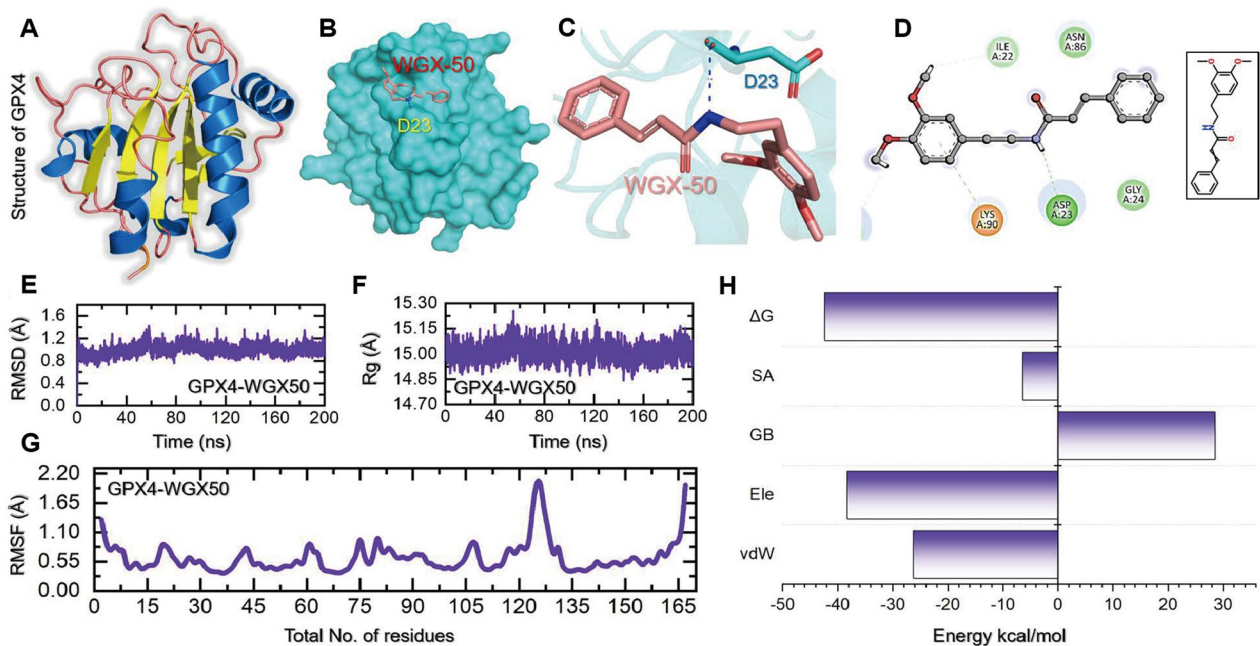 A
Structure of GPX4
B
WGX-50
D23
C
D23
WGX-50
D
ILE
A:22
ASN
A:86
LYS
A:90
ASP
A:23
GLY
A:24
O
O
HN
O
E
RMSD (Å)
1.6
1.2
0.8
0.4
0.0
GPX4-WGX50
0 40 80 120 160 200
Time (ns)
F
Rg (Å)
15.30
15.15
15.00
14.85
14.70
GPX4-WGX50
0 40 80 120 160 200
Time (ns)
G
RMSF (Å)
2.20
1.65
1.10
0.55
0.00
GPX4-WGX50
0 15 30 45 60 75 90 105 120 135 150 165
Total No. of residues
H
ΔG
SA
GB
Ele
vdW
-50 -40 -30 -20 -10 0 10 20 30
Energy kcal/mol